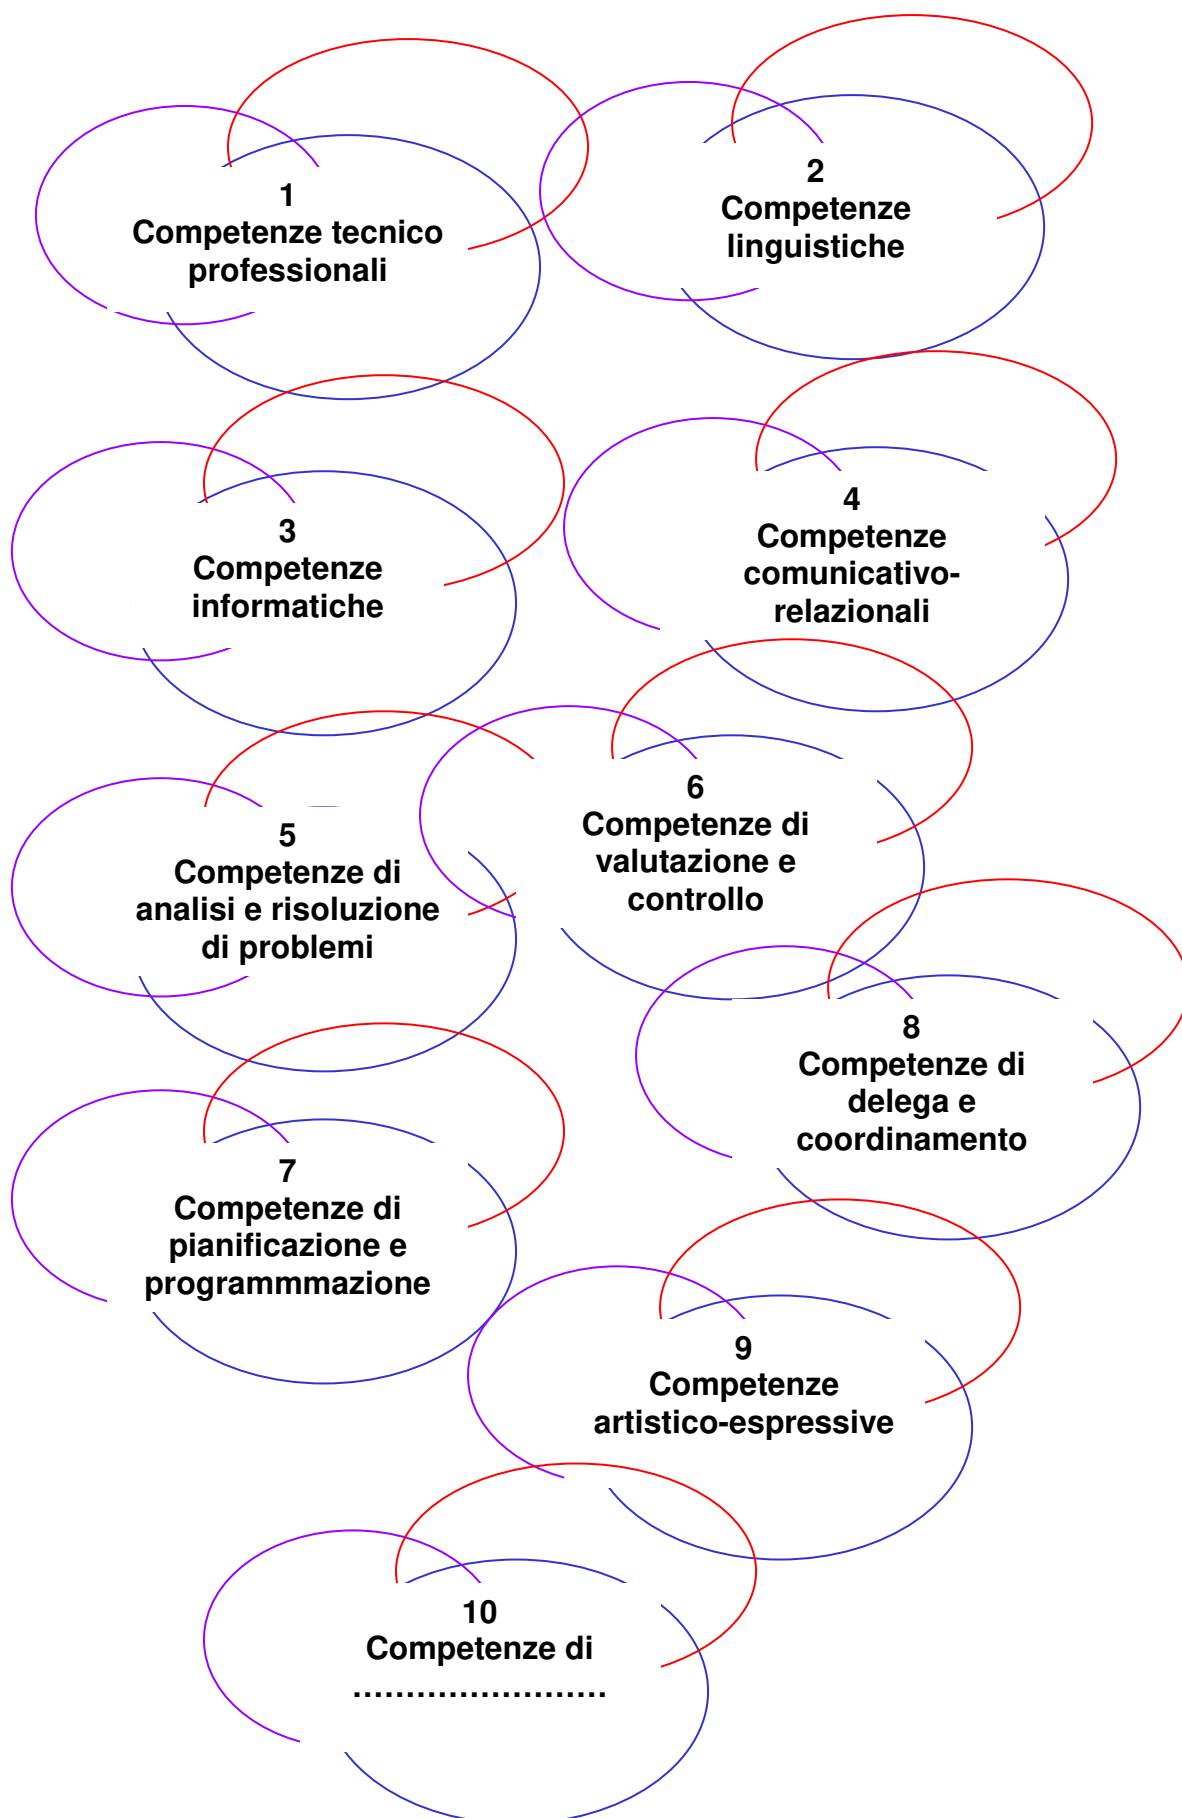 1
Competenze tecnico
professionali
2
Competenze
linguistiche
3
Competenze
informatiche
4
Competenze
comunicativo-
relazionali
5
Competenze di
analisi e risoluzione
di problemi
6
Competenze di
valutazione e
controllo
7
Competenze di
pianificazione e
programmmazione
8
Competenze di
delega e
coordinamento
9
Competenze
artistico-espressive
10
Competenze di
........................